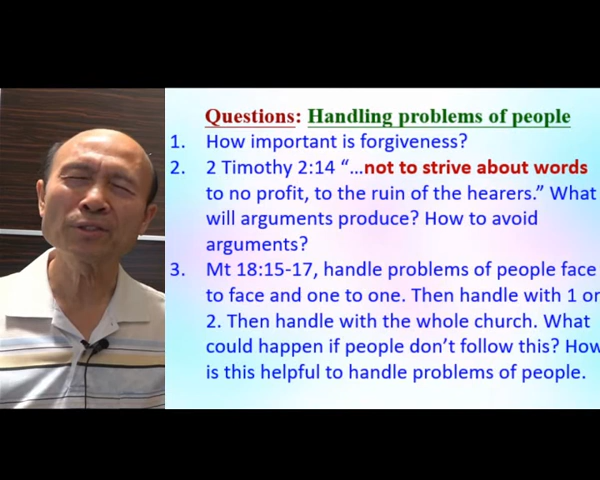 Questions: Handling problems of people
1. How important is forgiveness?
2. 2 Timothy 2:14 “…not to strive about words
to no profit, to the ruin of the hearers.” What
will arguments produce? How to avoid
arguments?
3. Mt 18:15-17, handle problems of people face
to face and one to one. Then handle with 1 or
2. Then handle with the whole church. What
could happen if people don’t follow this? How
is this helpful to handle problems of people.